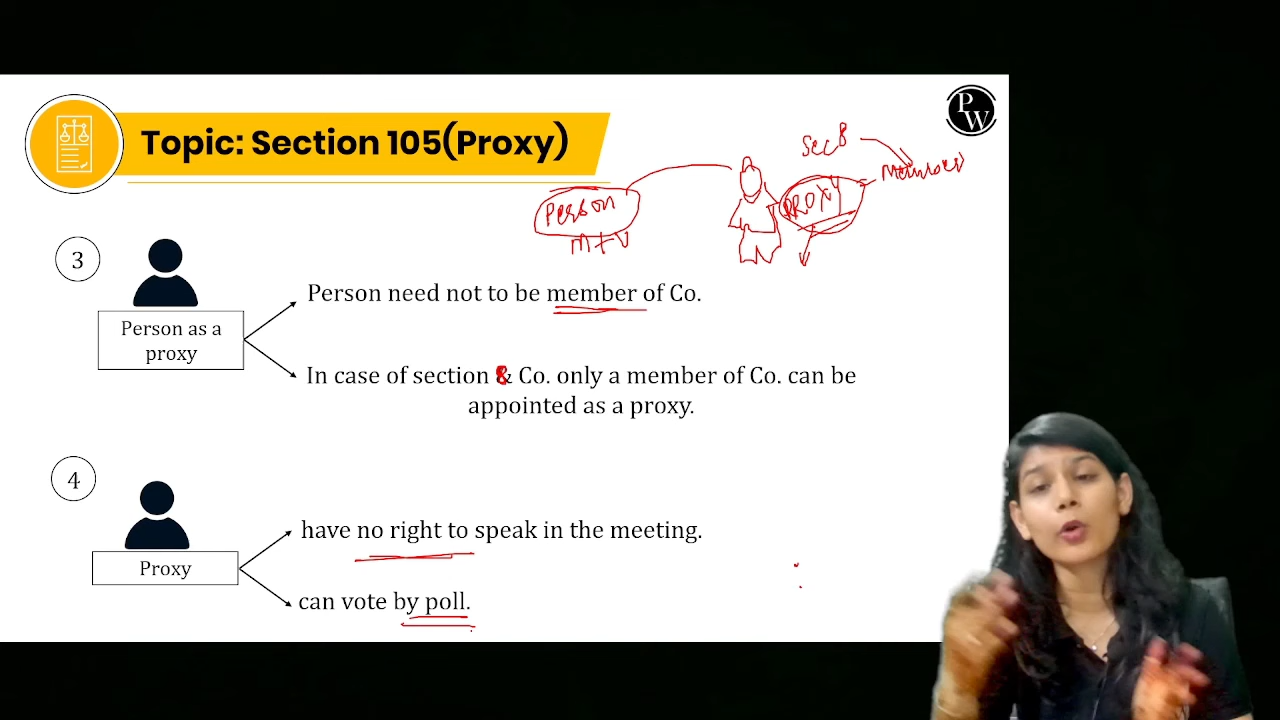 PW
Topic: Section 105(Proxy)
Sec 8
Member
Person
PROXY
M+V
3
Person need not to be member of Co.
Person as a
proxy
In case of section 8 Co. only a member of Co. can be
appointed as a proxy.
4
have no right to speak in the meeting.
Proxy
can vote by poll.